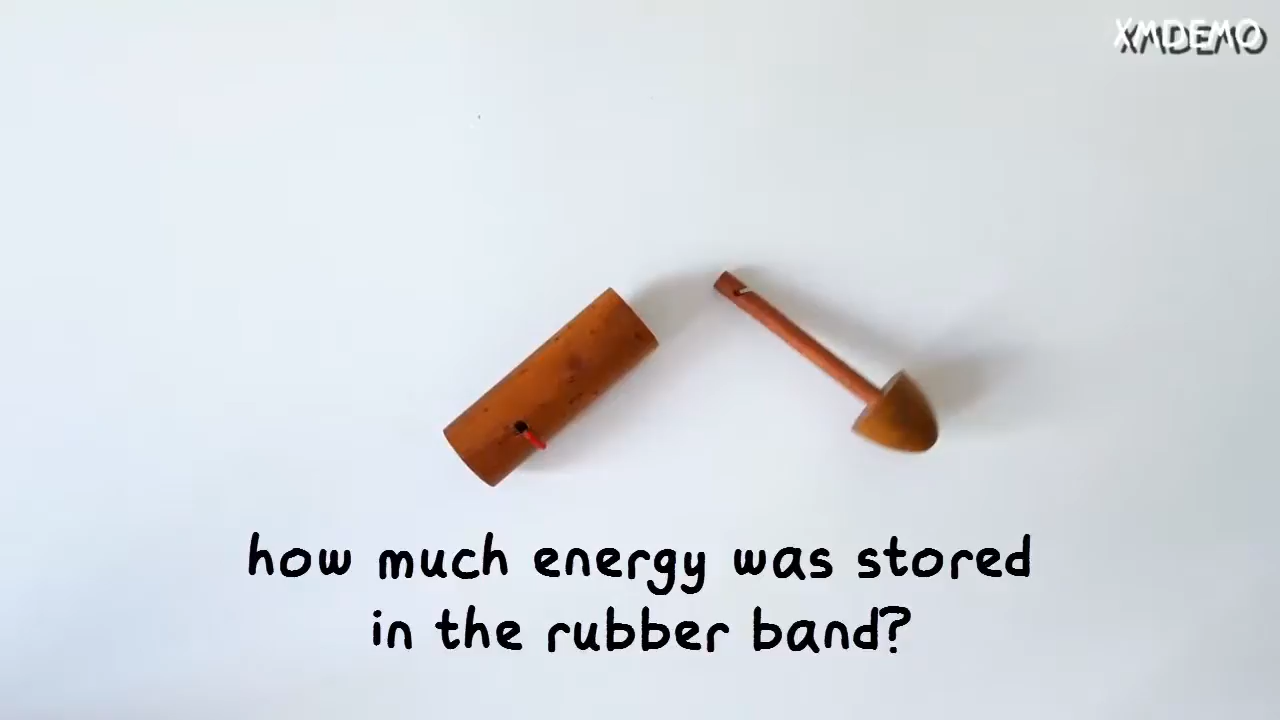 XMDEMO
how much energy was stored
in the rubber band?